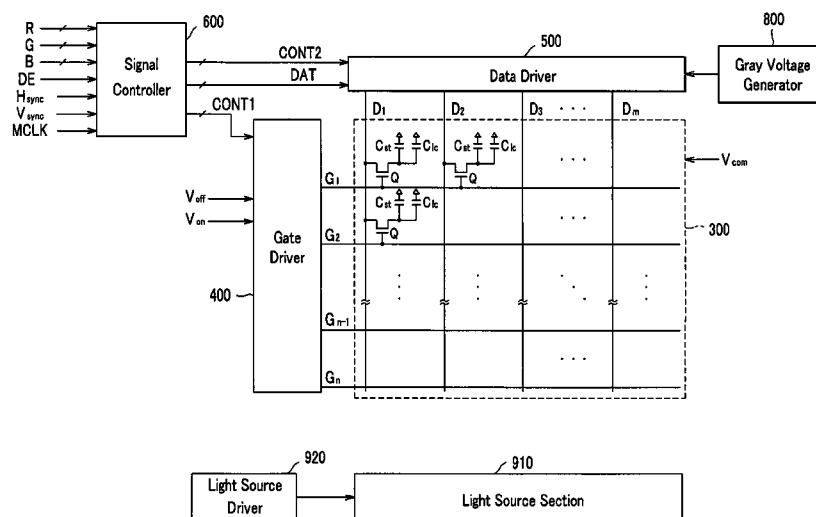 R
G
B
DE
Hsync
Vsync
MCLK
Signal
Controller
600
CONT2
DAT
CONT1
500
Data Driver
800
Gray Voltage
Generator
D1 D2 D3 · · · Dm
Voff
Von
Gate
Driver
400
G1
G2
Gn-1
Gn
Cst Clc Cst Clc
Q Q
Cst Clc
Q
Vcom
300
920
Light Source
Driver
910
Light Source Section